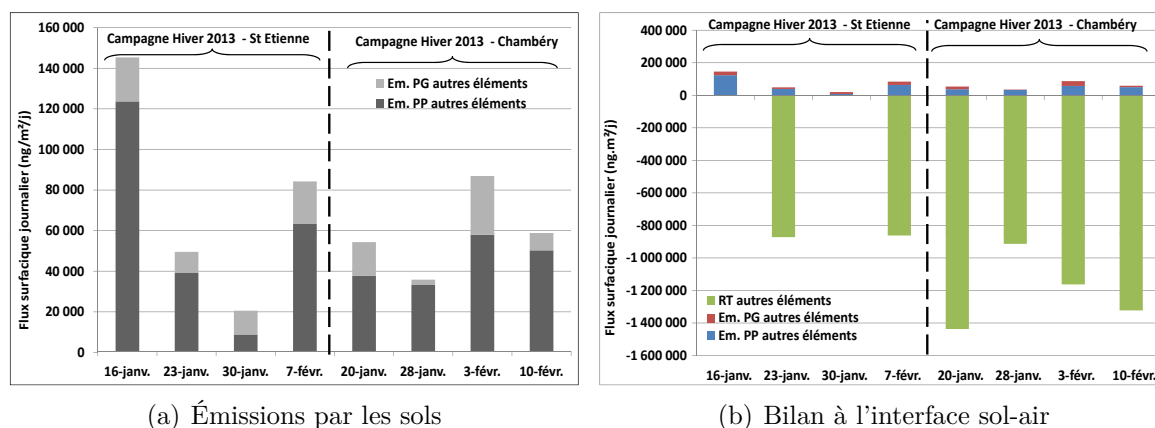 160 000
140 000
120 000
100 000
80 000
60 000
40 000
20 000
0
Flux surfacique journalier (ng/m²/j)
Campagne Hiver 2013 - St Etienne
Campagne Hiver 2013 - Chambéry
Em. PG autres éléments
Em. PP autres éléments
16-janv. 23-janv. 30-janv. 7-févr. 20-janv. 28-janv. 3-févr. 10-févr.
(a) Émissions par les sols
400 000
200 000
0
-200 000
-400 000
-600 000
-800 000
-1 000 000
-1 200 000
-1 400 000
-1 600 000
Flux surfacique journalier (ng.m²/j)
Campagne Hiver 2013 - St Etienne
Campagne Hiver 2013 - Chambéry
RT autres éléments
Em. PG autres éléments
Em. PP autres éléments
16-janv. 23-janv. 30-janv. 7-févr. 20-janv. 28-janv. 3-févr. 10-févr.
(b) Bilan à l'interface sol-air